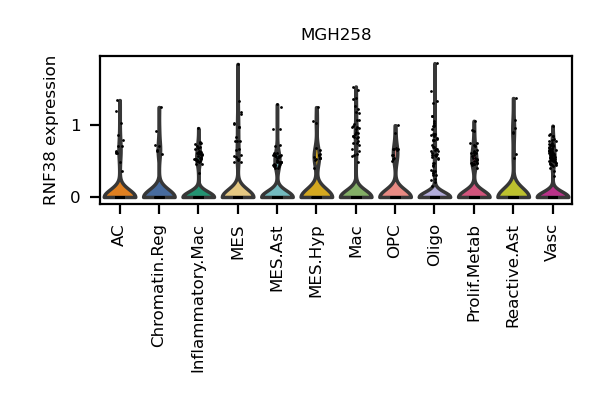 MGH258
RNF38 expression
1
0
AC
Chromatin.Reg
Inflammatory.Mac
MES
MES.Ast
MES.Hyp
Mac
OPC
Oligo
Prolif.Metab
Reactive.Ast
Vasc